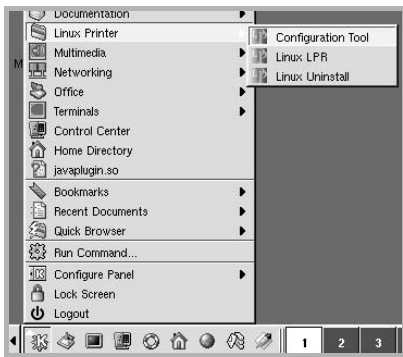 Documentation
Linux Printer
Multimedia
M
Networking
Office
Terminals
Control Center
Home Directory
javaplugin.so
Bookmarks
Recent Documents
Quick Browser
Run Command...
Configure Panel
Lock Screen
Logout
Configuration Tool
Linux LPR
Linux Uninstall
1 2 3